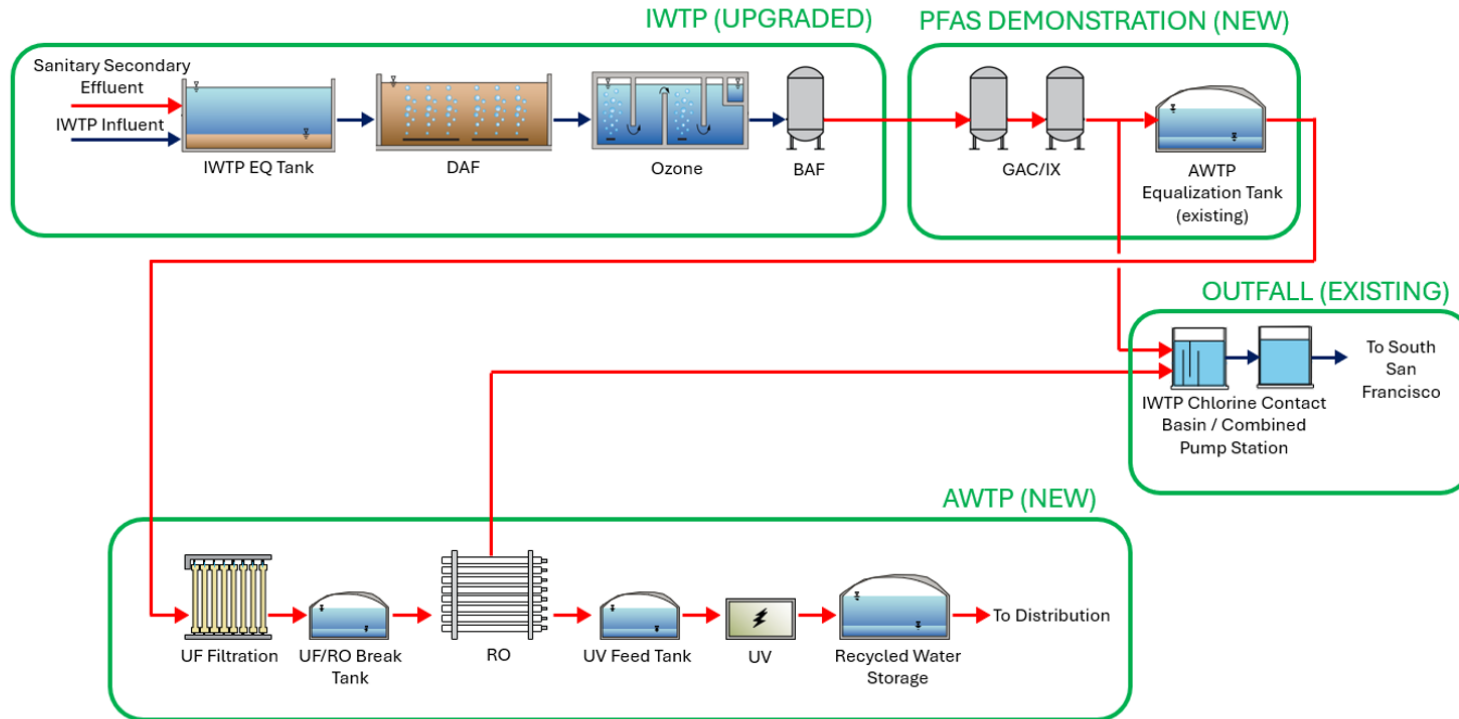 IWTP (UPGRADED)
PFAS DEMONSTRATION (NEW)
Sanitary Secondary
Effluent
IWTP Influent
IWTP EQ Tank
DAF
Ozone
BAF
GAC/IX
AWTP
Equalization Tank
(existing)
OUTFALL (EXISTING)
To South
San
Francisco
IWTP Chlorine Contact
Basin / Combined
Pump Station
AWTP (NEW)
UF Filtration
UF/RO Break
Tank
RO
UV Feed Tank
UV
Recycled Water
Storage
To Distribution